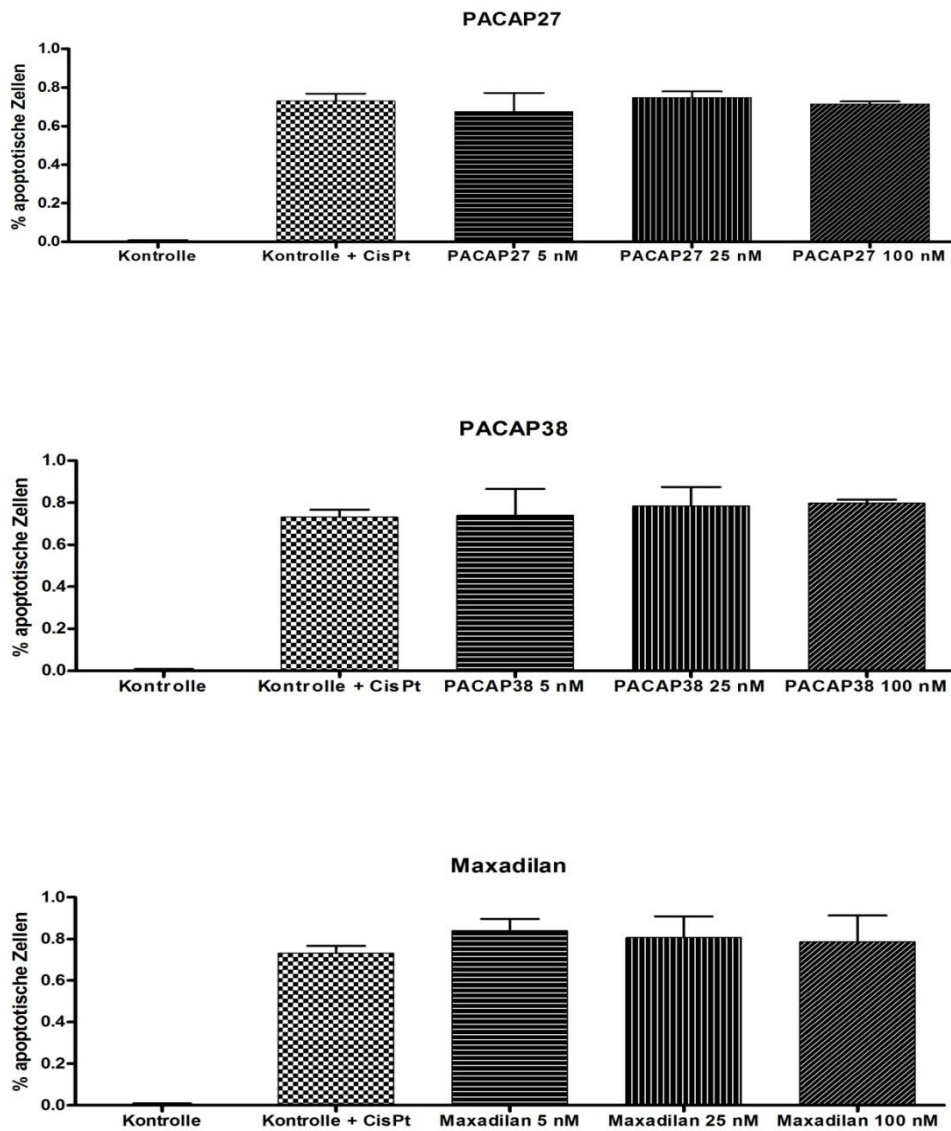 PACAP27
% apoptotische Zellen
1.0
0.8
0.6
0.4
0.2
0.0
Kontrolle Kontrolle + CisPt PACAP27 5 nM PACAP27 25 nM PACAP27 100 nM
PACAP38
% apoptotische Zellen
1.0
0.8
0.6
0.4
0.2
0.0
Kontrolle Kontrolle + CisPt PACAP38 5 nM PACAP38 25 nM PACAP38 100 nM
Maxadilan
% apoptotische Zellen
1.0
0.8
0.6
0.4
0.2
0.0
Kontrolle Kontrolle + CisPt Maxadilan 5 nM Maxadilan 25 nM Maxadilan 100 nM